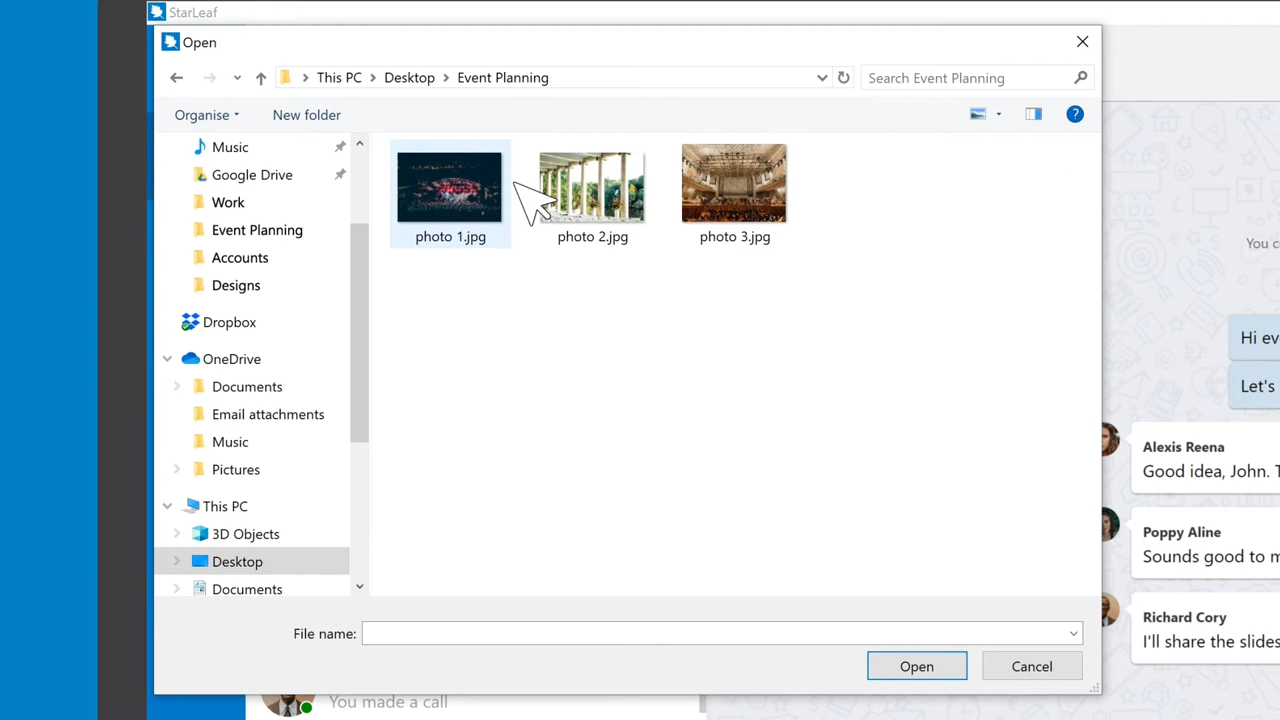 StarLeaf
Open
This PC
Desktop
Event Planning
Search Event Planning
Organise
New folder
?
Music
Google Drive
Work
Event Planning
Accounts
Designs
Dropbox
OneDrive
Documents
Email attachments
Music
Pictures
This PC
3D Objects
Desktop
Documents
photo 1.jpg
photo 2.jpg
photo 3.jpg
File name:
Open
Cancel
You made a call
You c
Hi ev
Let's
Alexis Reena
Good idea, John. T
Poppy Aline
Sounds good to m
Richard Cory
I'll share the slides